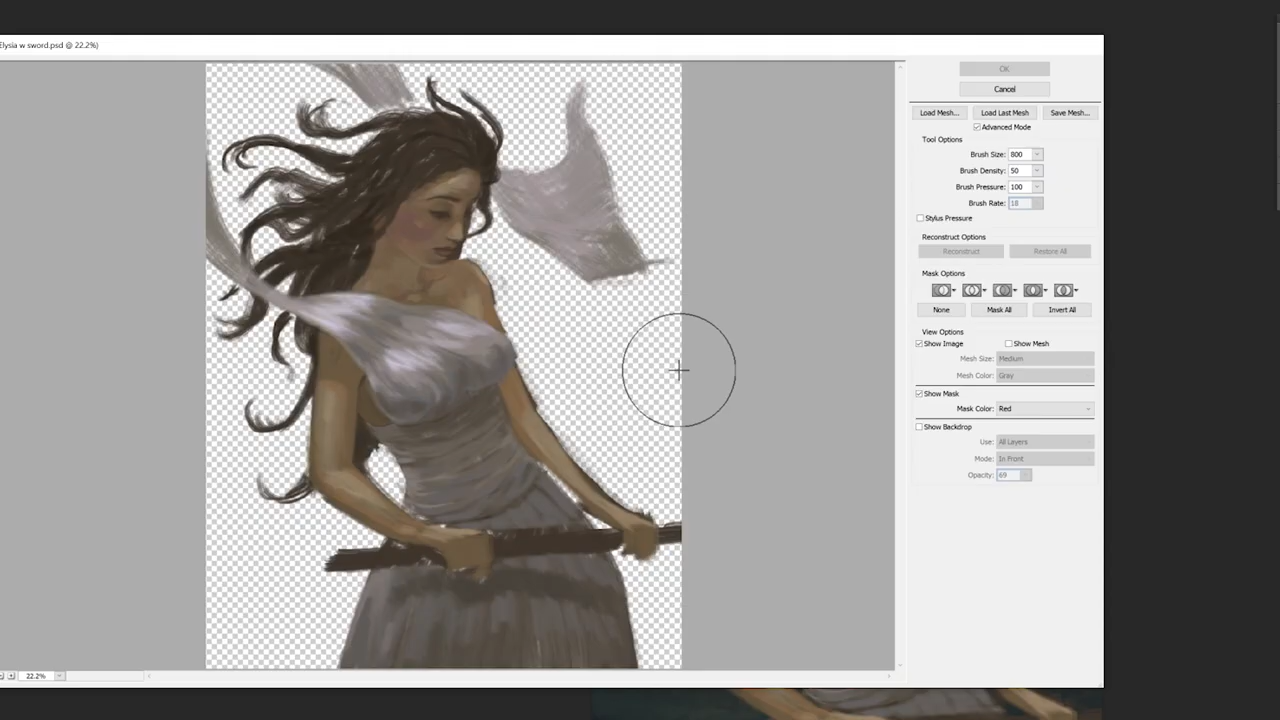 Elysia w sword.psd @ 22.2%)
OK
Cancel
Load Mesh... Load Last Mesh Save Mesh...
Advanced Mode
Tool Options
Brush Size: 800
Brush Density: 50
Brush Pressure: 100
Brush Rate: 18
Stylus Pressure
Reconstruct Options
Reconstruct Restore All
Mask Options
None Mask All Invert All
View Options
Show Image Show Mesh
Mesh Size: Medium
Mesh Color: Gray
Show Mask
Mask Color: Red
Show Backdrop
Use: All Layers
Mode: In Front
Opacity: 69
22.2%